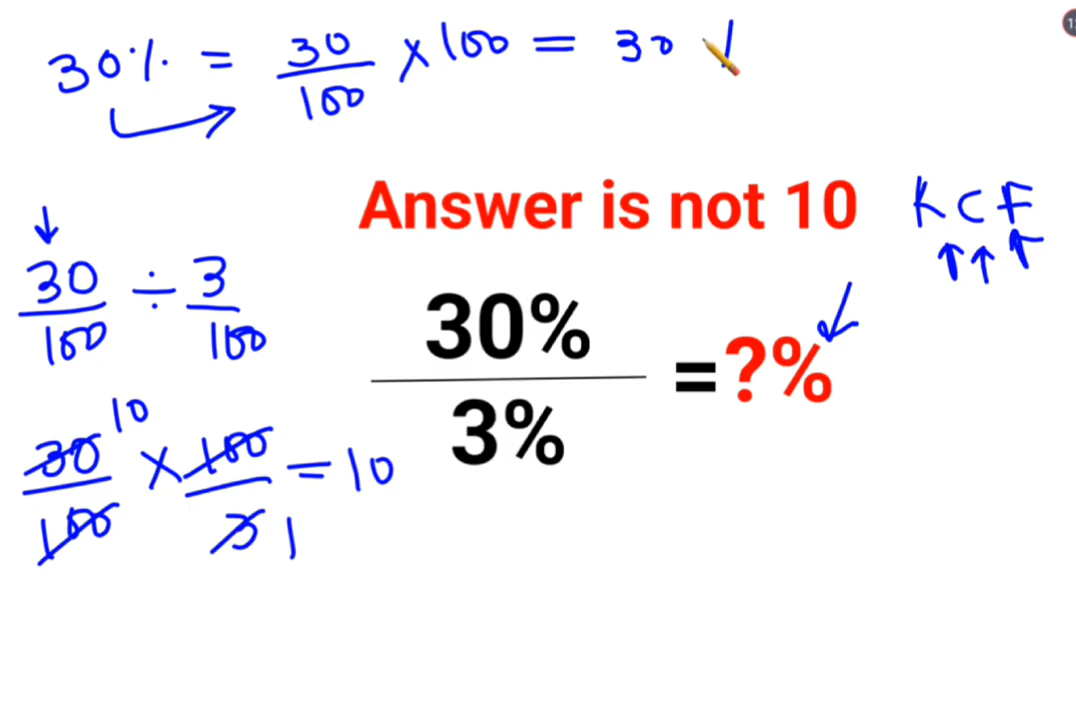 30% = 30/100 × 100 = 30
Answer is not 10
KCF
30/100 ÷ 3/100
30%
3%
= ?%
10
30/100 × 100/3 = 10
1